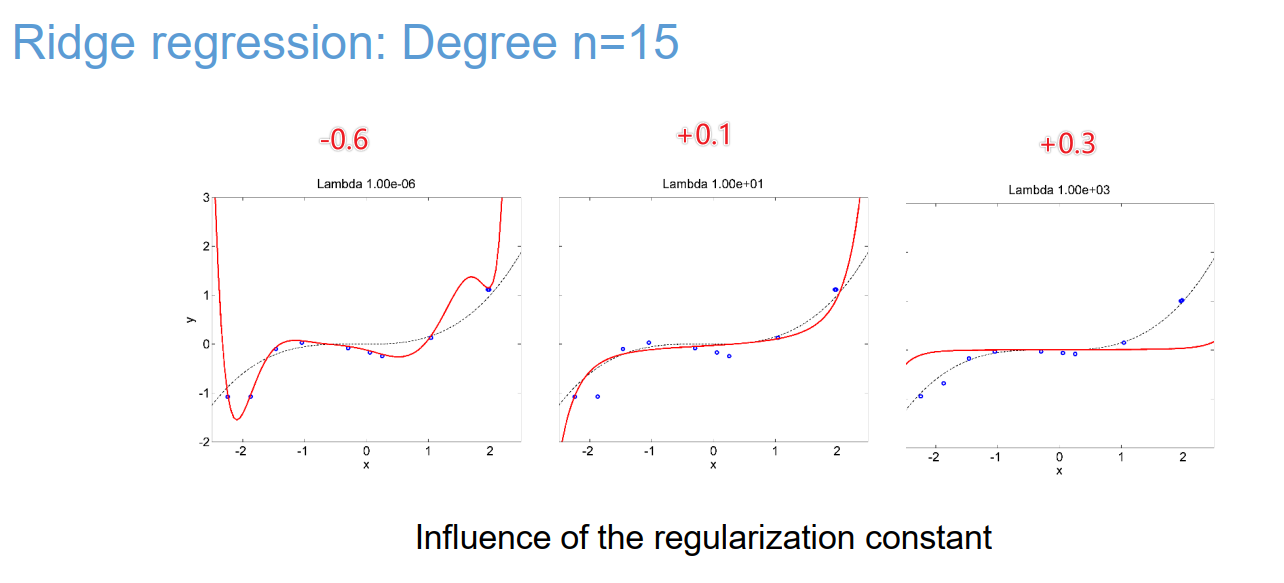 Ridge regression: Degree n=15
-0.6
+0.1
+0.3
Lambda 1.00e-06
Lambda 1.00e+01
Lambda 1.00e+03
3
2
1
0
-1
-2
y
-2 -1 0 1 2
x
-2 -1 0 1 2
x
-2 -1 0 1 2
x
Influence of the regularization constant